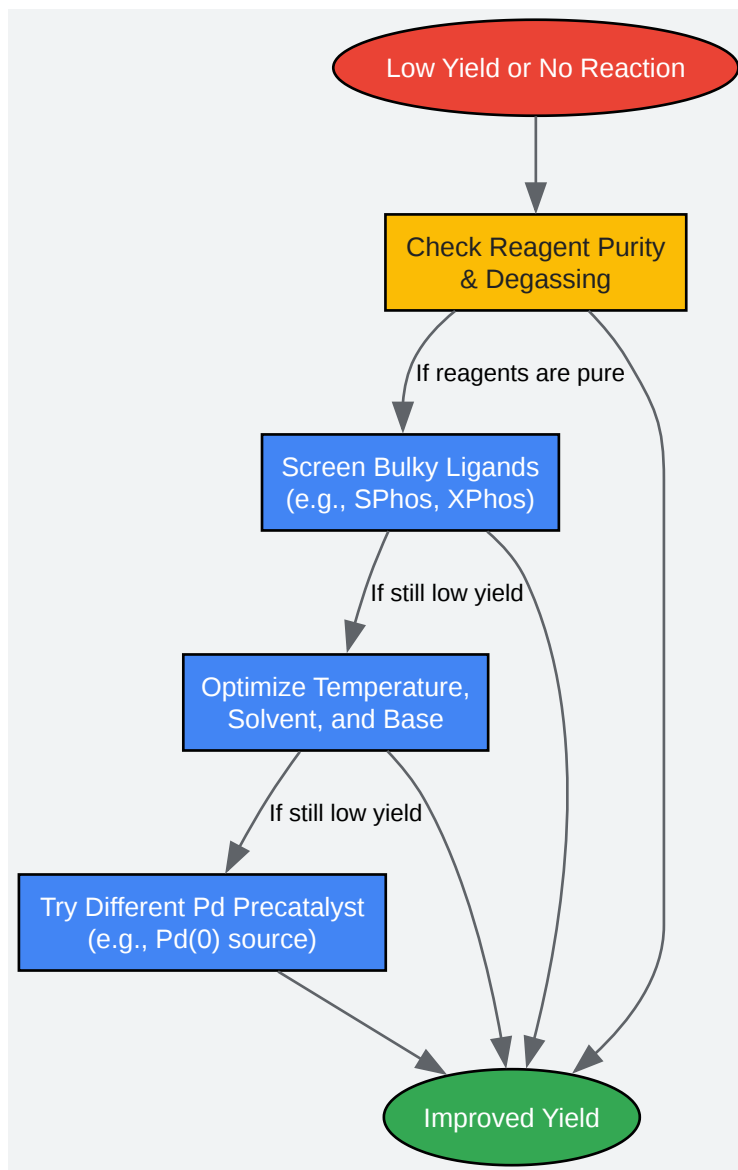 Low Yield or No Reaction
Check Reagent Purity
& Degassing
If reagents are pure
Screen Bulky Ligands
(e.g., SPhos, XPhos)
If still low yield
Optimize Temperature,
Solvent, and Base
If still low yield
Try Different Pd Precatalyst
(e.g., Pd(0) source)
Improved Yield